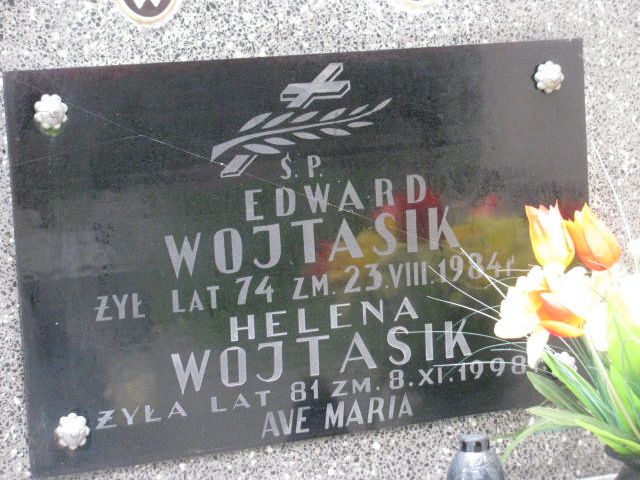 Ś.P.
EDWARD
WOJTASIK
ŻYŁ LAT 74 ZM. 23.VIII.1984r
HELENA
WOJTASIK
ŻYŁA LAT 81 ZM. 8.XI.1998
AVE MARIA